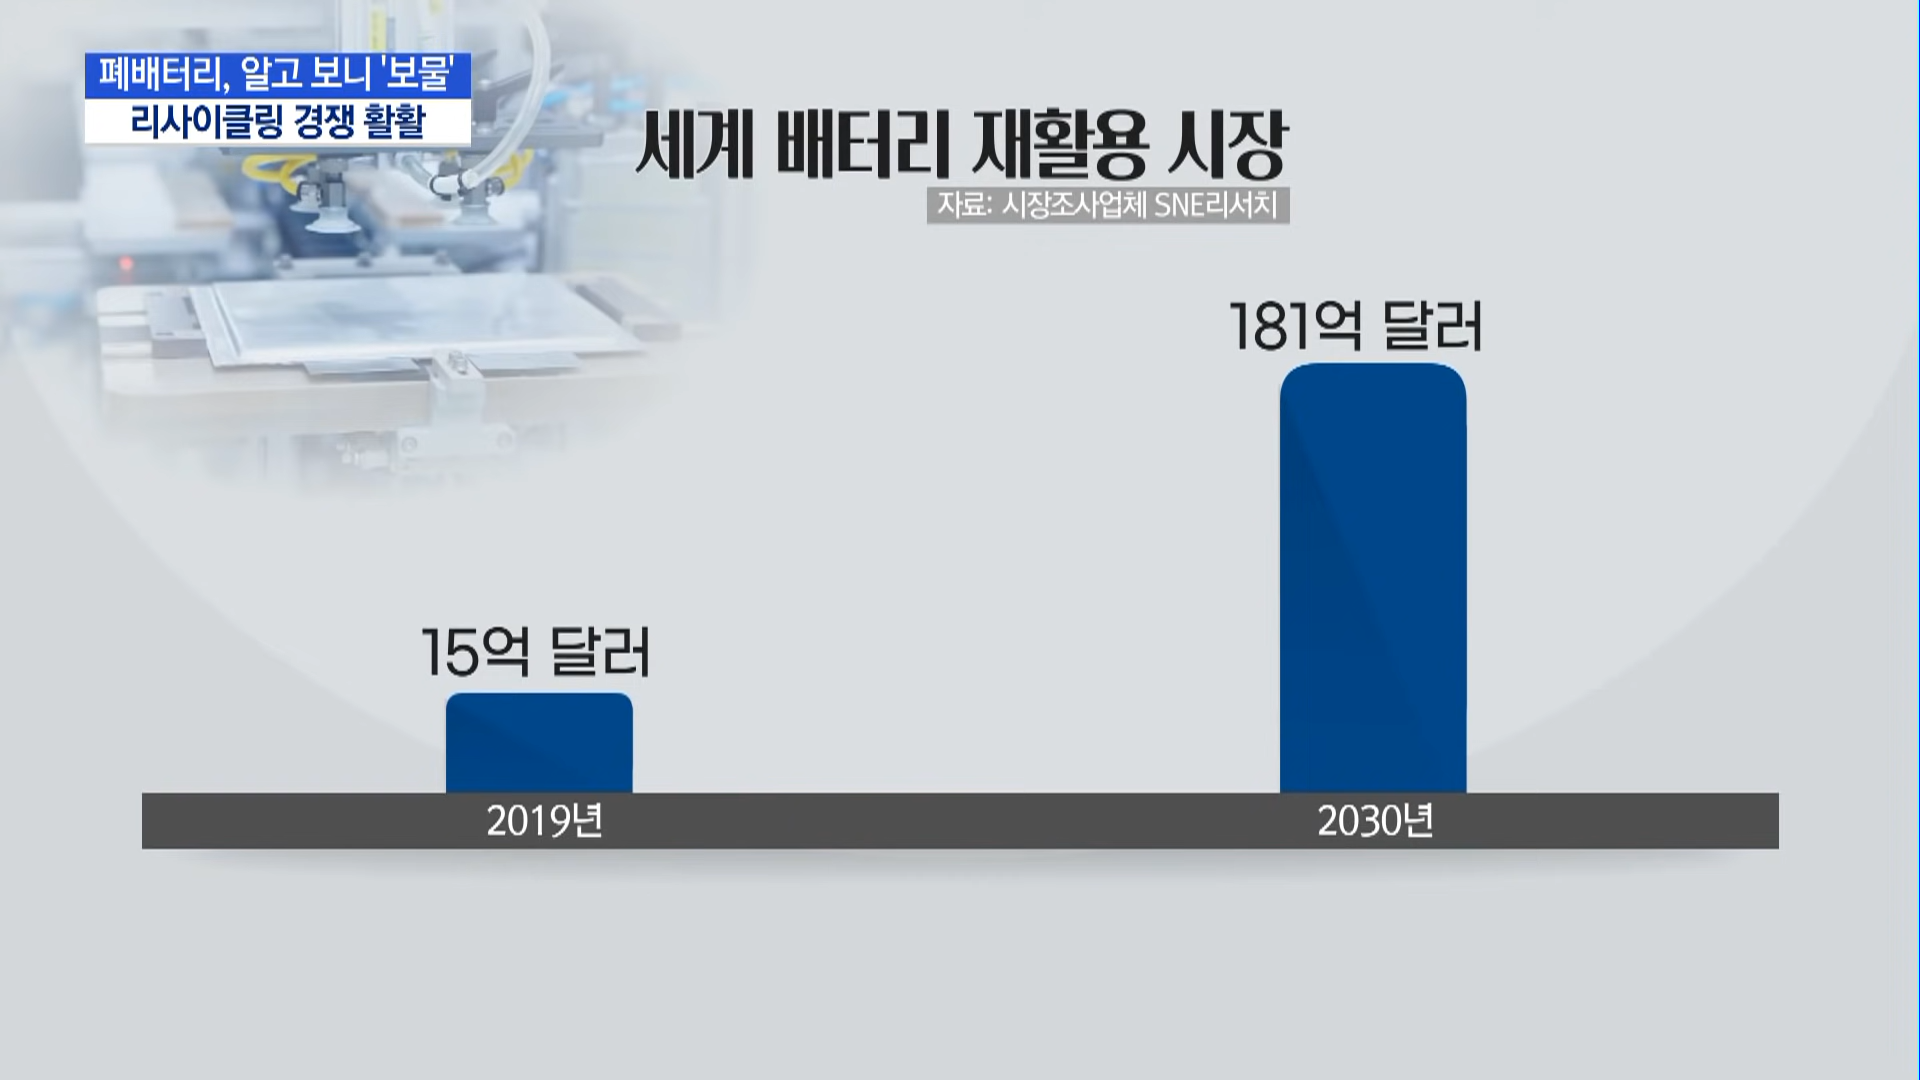 폐배터리, 알고 보니 '보물'
리사이클링 경쟁 활활
세계 배터리 재활용 시장
자료: 시장조사업체 SNE리서치
181억 달러
15억 달러
2019년
2030년